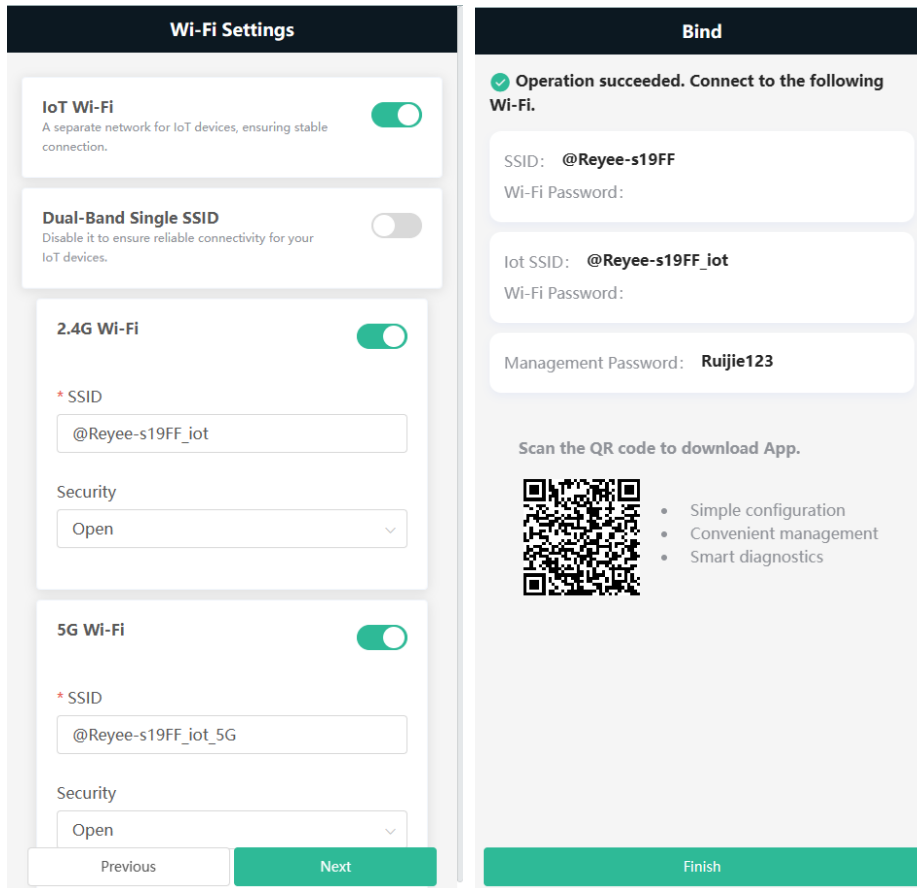 Wi-Fi Settings
IoT Wi-Fi
A separate network for IoT devices, ensuring stable
connection.
Dual-Band Single SSID
Disable it to ensure reliable connectivity for your
IoT devices.
2.4G Wi-Fi
* SSID
@Reyee-s19FF_iot
Security
Open
5G Wi-Fi
* SSID
@Reyee-s19FF_iot_5G
Security
Open
Previous
Next
Bind
Operation succeeded. Connect to the following
Wi-Fi.
SSID: @Reyee-s19FF
Wi-Fi Password:
Iot SSID: @Reyee-s19FF_iot
Wi-Fi Password:
Management Password: Ruijie123
Scan the QR code to download App.
• Simple configuration
• Convenient management
• Smart diagnostics
Finish